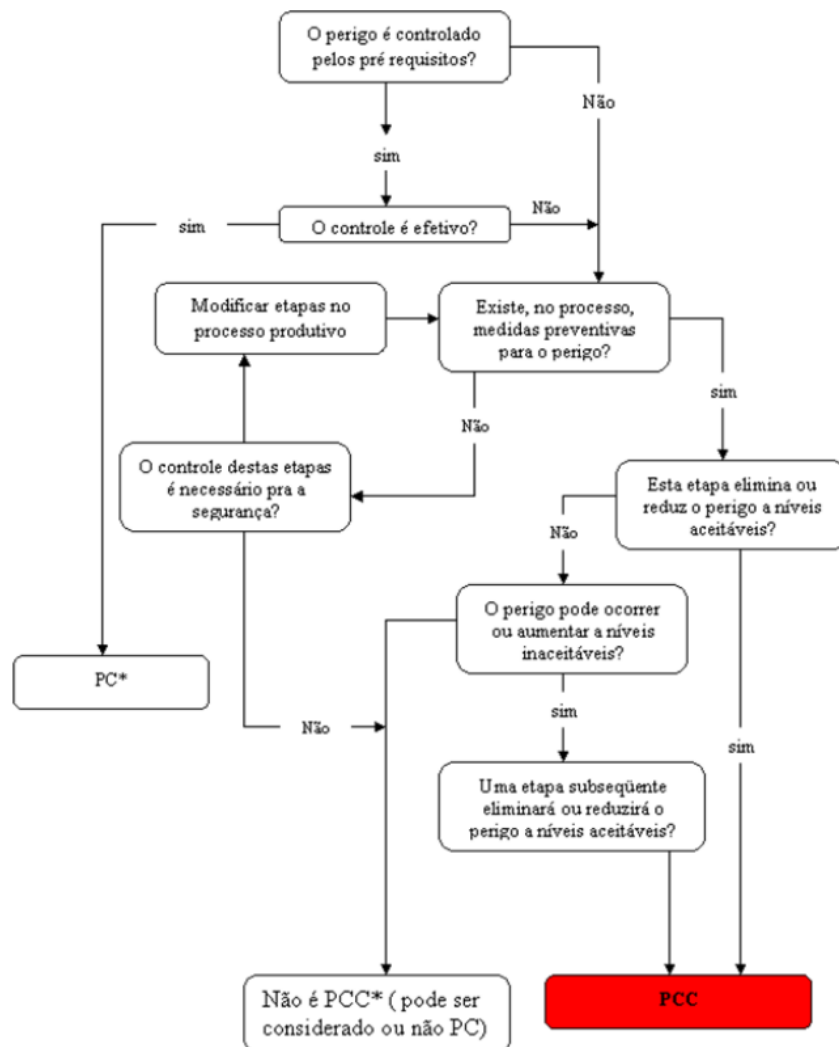 O perigo é controlado
pelos pré requisitos?
Não
sim
sim
O controle é efetivo?
Não
Modificar etapas no
processo produtivo
Existe, no processo,
medidas preventivas
para o perigo?
sim
Não
O controle destas etapas
é necessário pra a
segurança?
Esta etapa elimina ou
reduz o perigo a níveis
aceitáveis?
Não
O perigo pode ocorrer
ou aumentar a níveis
inaceitáveis?
PC*
sim
Não
sim
Uma etapa subseqüente
eliminará ou reduzirá o
perigo a níveis aceitáveis?
Não é PCC* ( pode ser
considerado ou não PC)
PCC